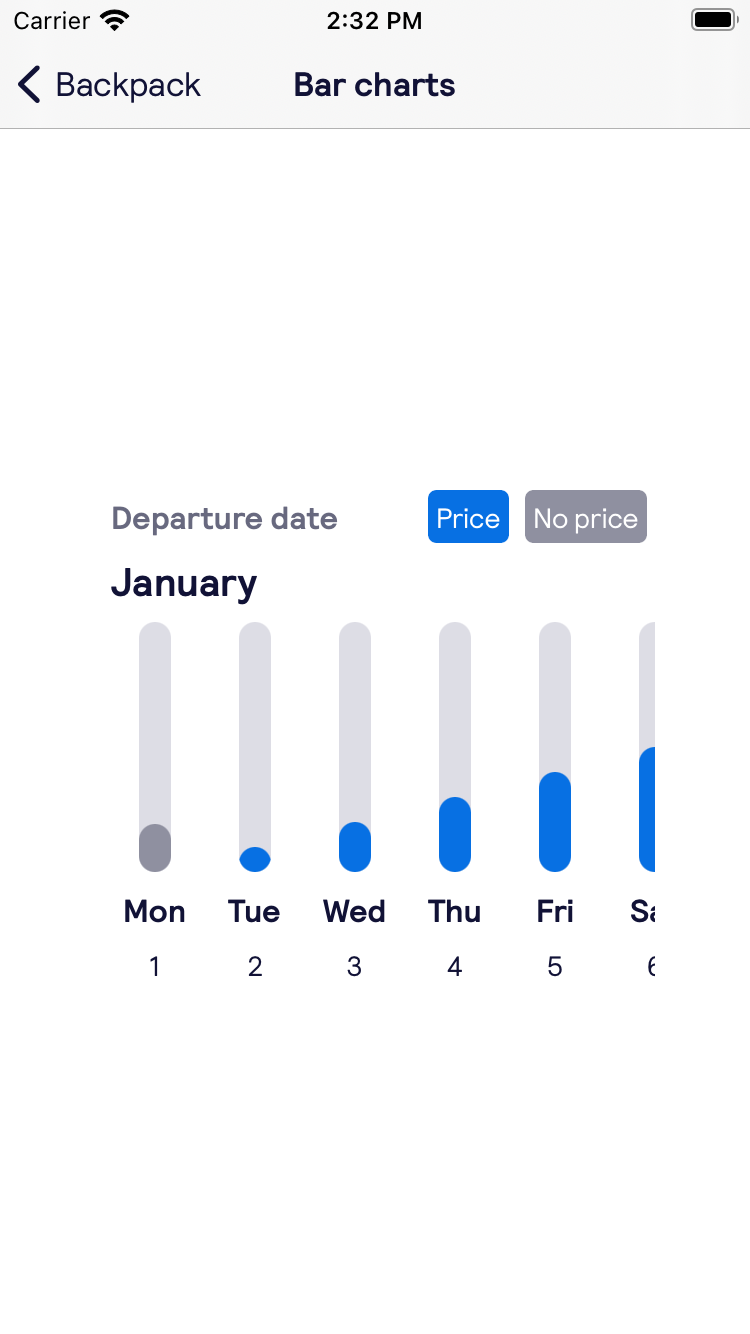 Carrier 2:32 PM
Backpack Bar charts
Departure date Price No price
January
Mon Tue Wed Thu Fri
1 2 3 4 5